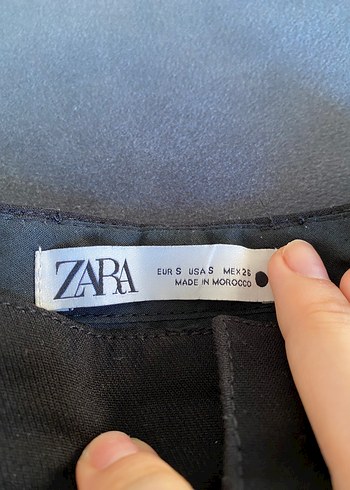 ZARA
EUR S USA S MEX 26
MADE IN MOROCCO